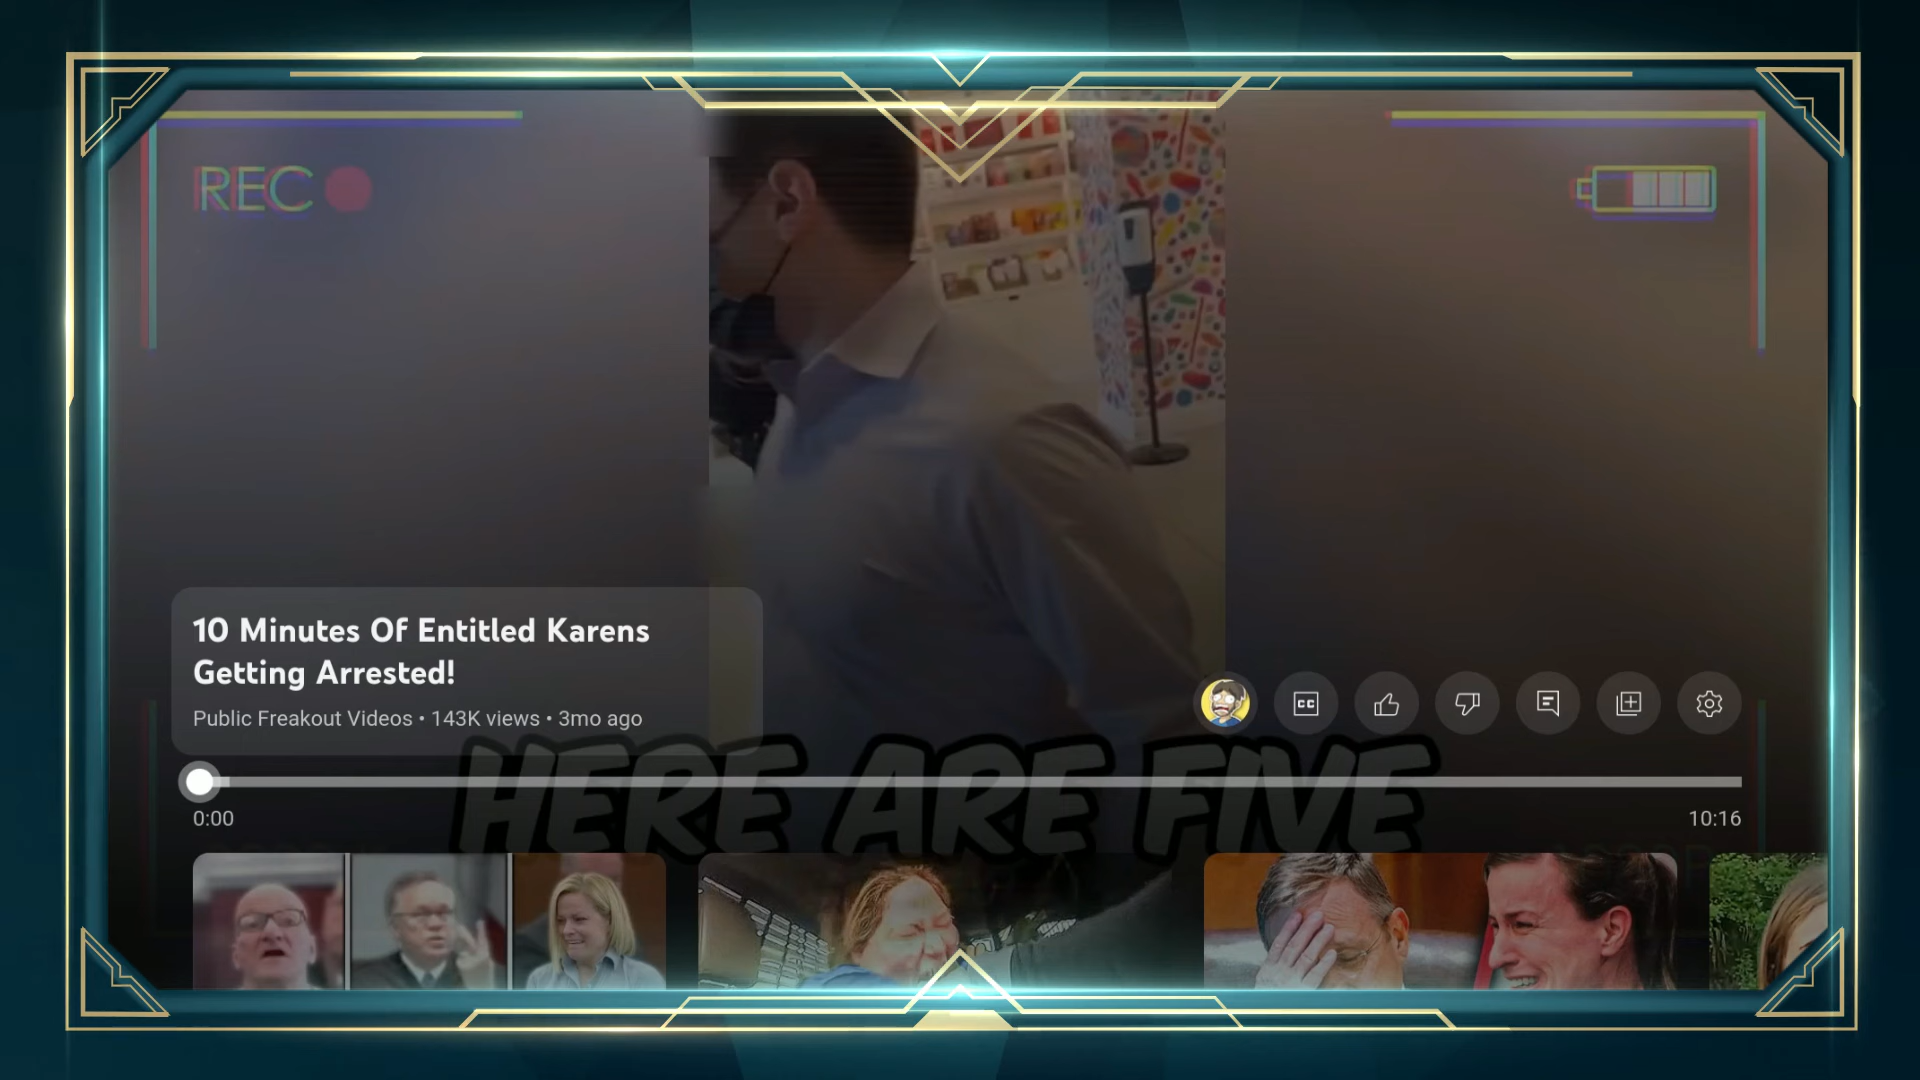 REC
10 Minutes Of Entitled Karens
Getting Arrested!
Public Freakout Videos • 143K views • 3mo ago
CC
HERE ARE FIVE
0:00
10:16